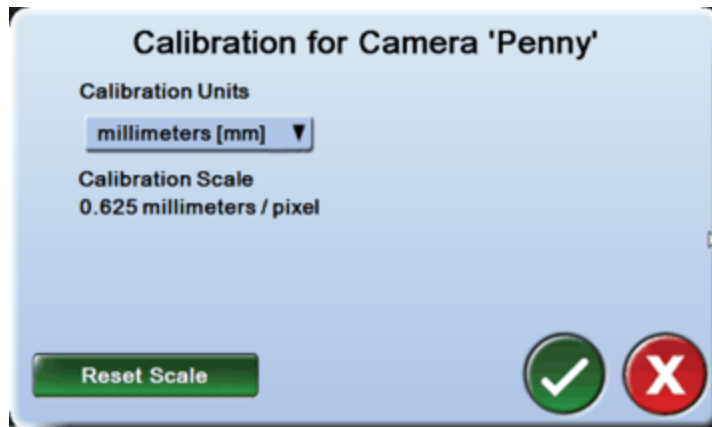 Calibration for Camera 'Penny'
Calibration Units
millimeters [mm]
Calibration Scale
0.625 millimeters / pixel
Reset Scale